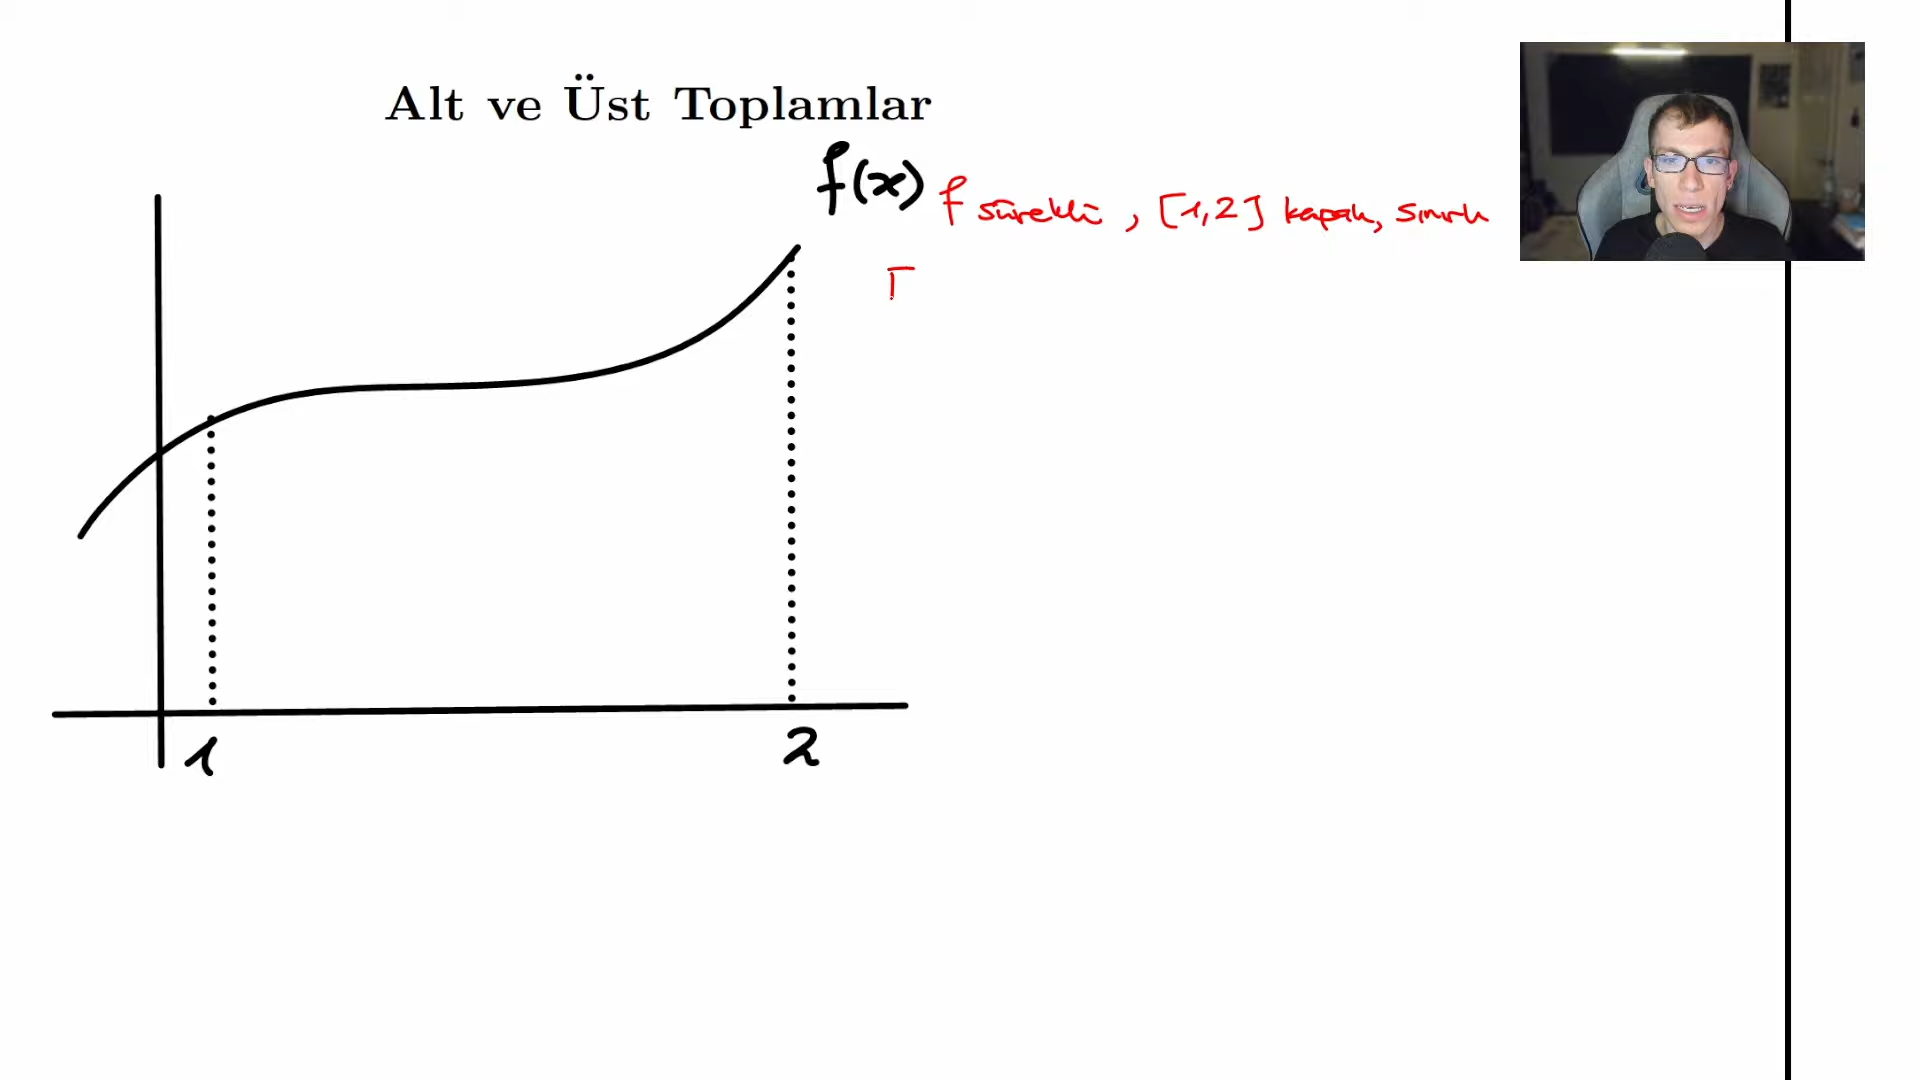 Alt ve Üst Toplamlar
f(x)
f sürekli, [1,2] kapalı, sınırlı
1
2